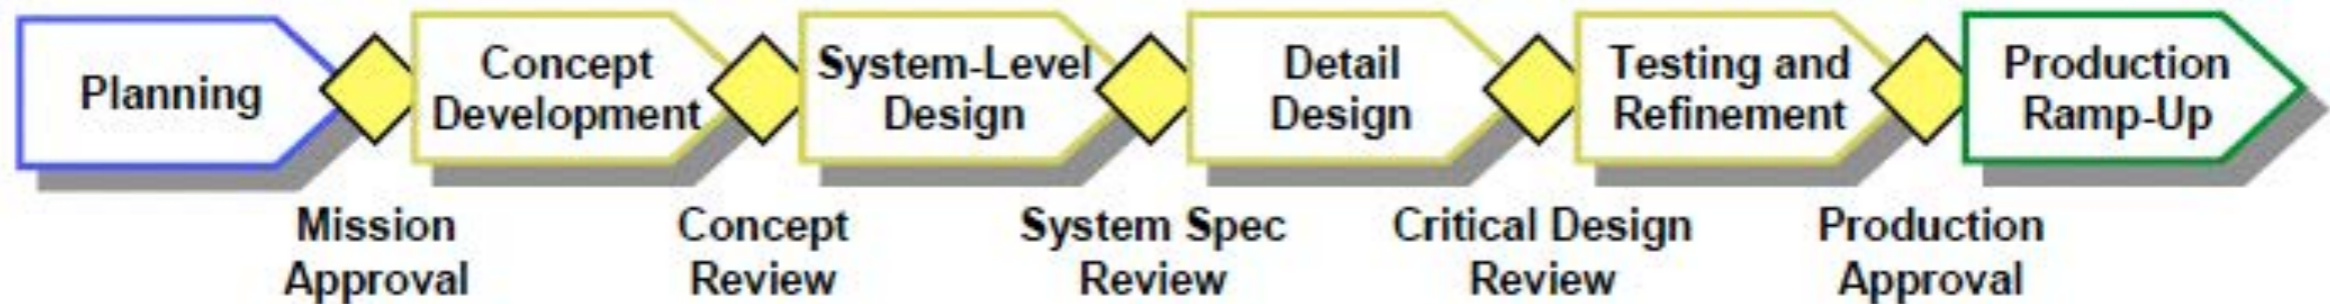 Planning
Concept
Development
System-Level
Design
Detail
Design
Testing and
Refinement
Production
Ramp-Up
Mission
Approval
Concept
Review
System Spec
Review
Critical Design
Review
Production
Approval